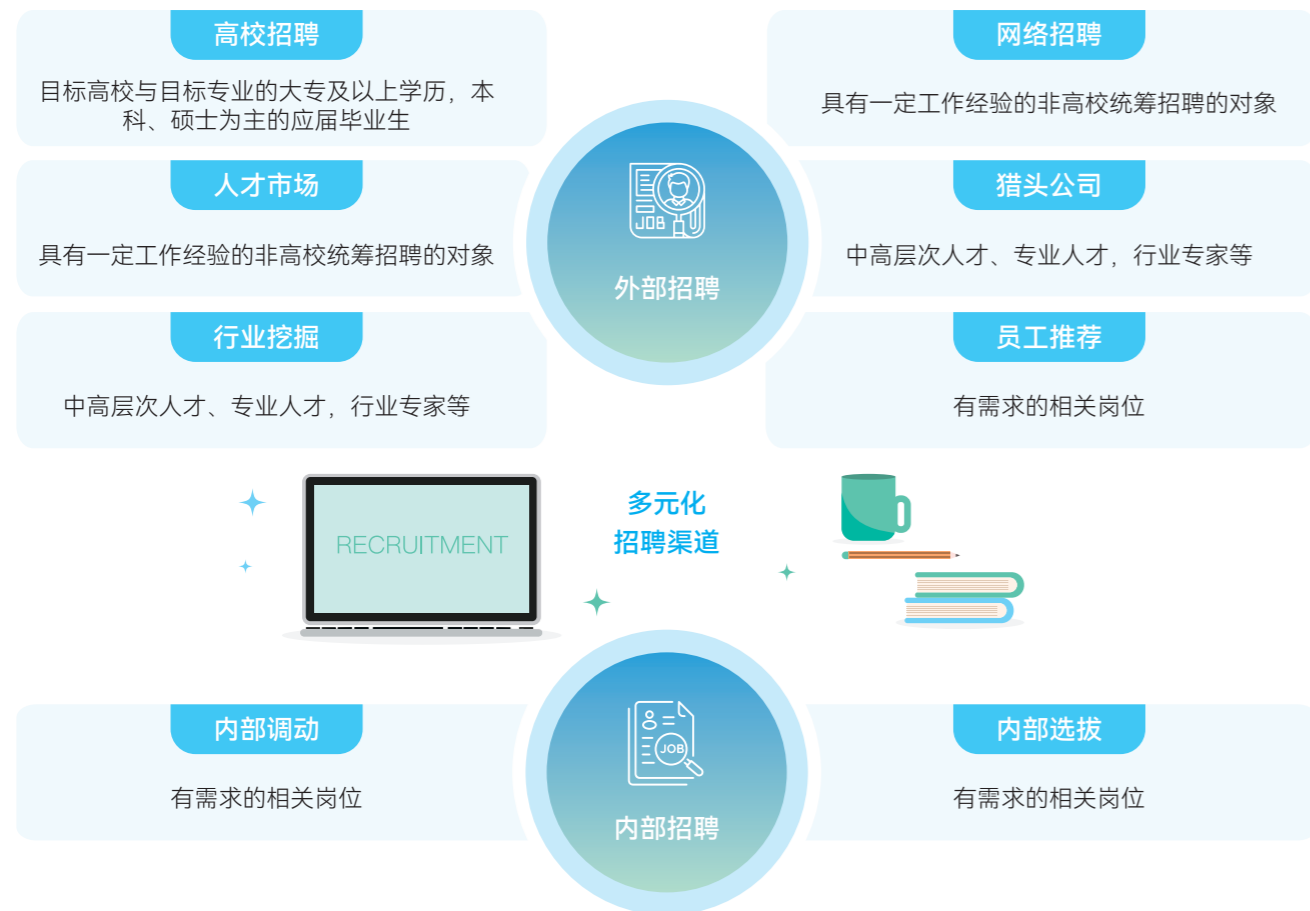 高校招聘
目标高校与目标专业的大专及以上学历，本
科、硕士为主的应届毕业生
网络招聘
具有一定工作经验的非高校统筹招聘的对象
人才市场
具有一定工作经验的非高校统筹招聘的对象
猎头公司
中高层次人才、专业人才，行业专家等
JOB
外部招聘
行业挖掘
中高层次人才、专业人才，行业专家等
员工推荐
有需求的相关岗位
RECRUITMENT
多元化
招聘渠道
内部调动
有需求的相关岗位
JOB
内部招聘
内部选拔
有需求的相关岗位